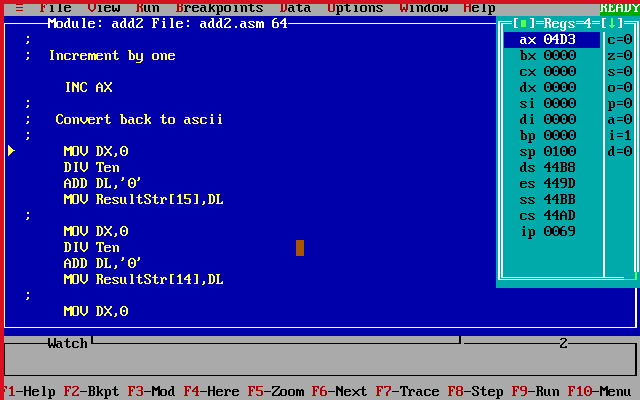 ≡ File View Run Breakpoints Data Options Window Help READY
Module: add2 File: add2.asm 64
[■]=Regs=4=[↓]
;
; Increment by one
INC AX
;
; Convert back to ascii
;
MOV DX,0
DIV Ten
ADD DL,'0'
MOV ResultStr[15],DL
;
MOV DX,0
DIV Ten
ADD DL,'0'
MOV ResultStr[14],DL
;
MOV DX,0
ax 04D3 c=0
bx 0000 z=0
cx 0000 s=0
dx 0000 o=0
si 0000 p=0
di 0000 a=0
bp 0000 i=1
sp 0100 d=0
ds 44B8
es 449D
ss 44BB
cs 44AD
ip 0069
Watch 2
F1-Help F2-Bkpt F3-Mod F4-Here F5-Zoom F6-Next F7-Trace F8-Step F9-Run F10-Menu